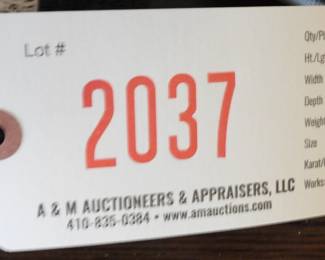 Lot #
2037
A & M AUCTIONEERS & APPRAISERS, LLC
410-835-0384 • www.amauctions.com
Qty/P
Ht./Lg
Width
Depth
Weight
Size
Karat/
Works